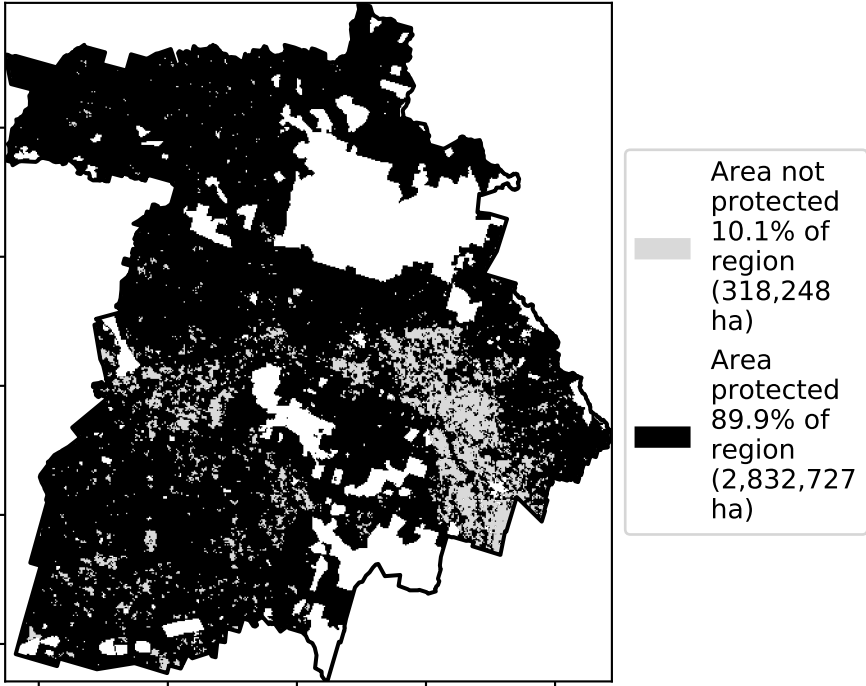 Area not
protected
10.1% of
region
(318,248
ha)
Area
protected
89.9% of
region
(2,832,727
ha)